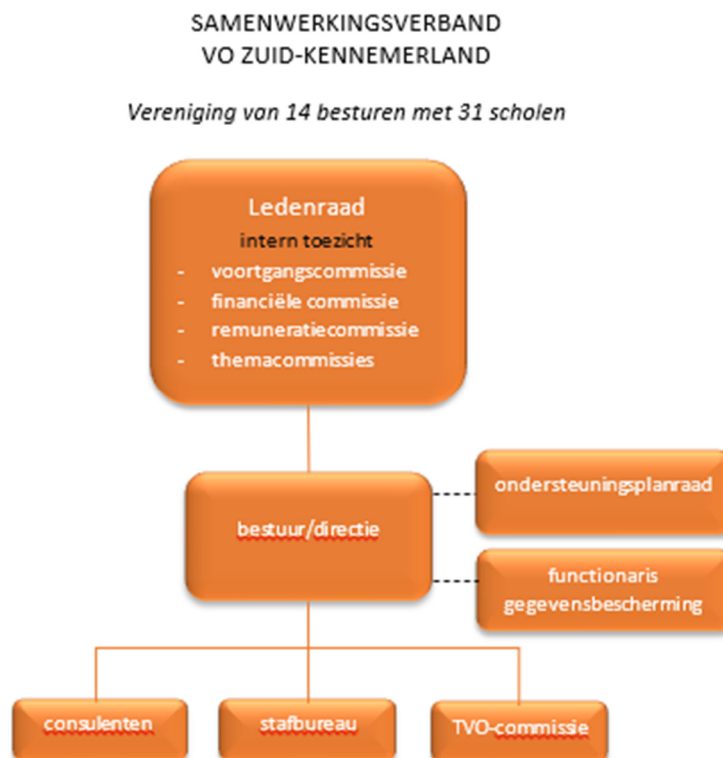 SAMENWERKINGSVERBAND
VO ZUID-KENNEMERLAND
Vereniging van 14 besturen met 31 scholen
Ledenraad
intern toezicht
- voortgangscommissie
- financiële commissie
- remuneratiecommissie
- themacommissies
bestuur/directie
ondersteuningsplanraad
functionaris
gegevensbescherming
consulenten
stafbureau
TVO-commissie